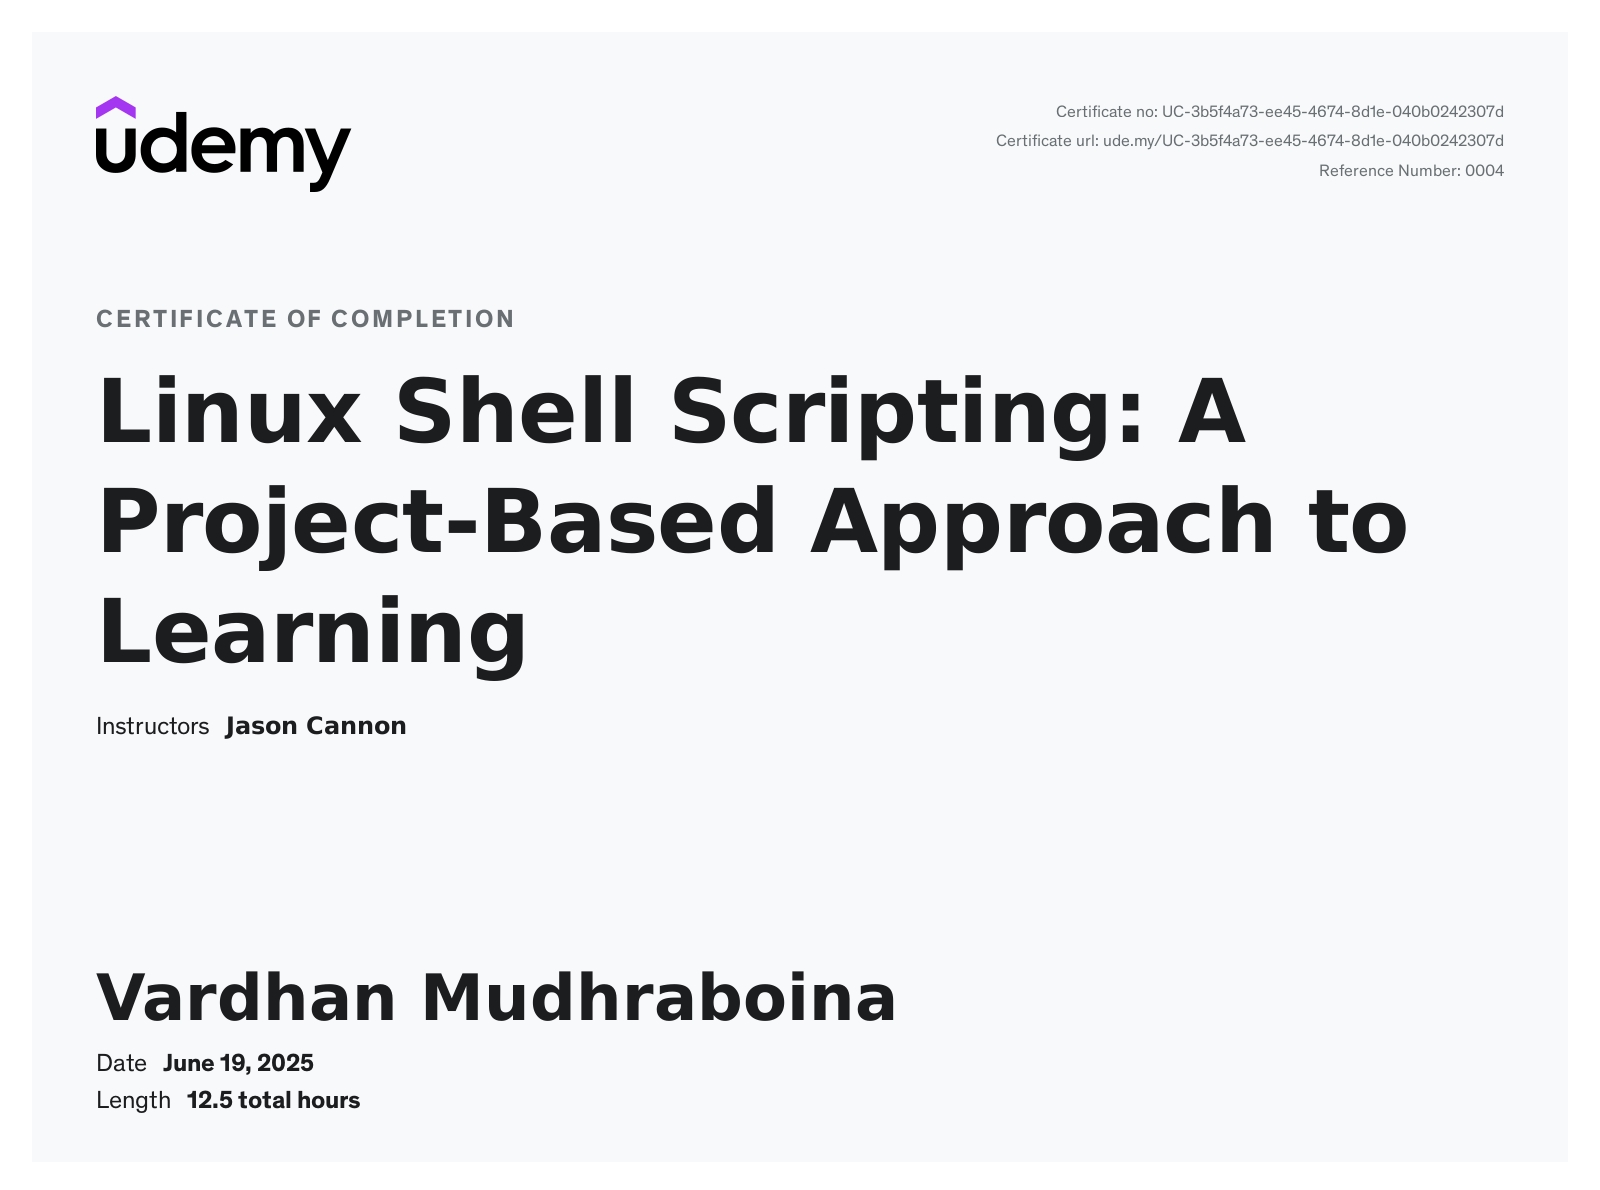 udemy
Certificate no: UC-3b5f4a73-ee45-4674-8d1e-040b0242307d
Certificate url: ude.my/UC-3b5f4a73-ee45-4674-8d1e-040b0242307d
Reference Number: 0004
CERTIFICATE OF COMPLETION
Linux Shell Scripting: A
Project-Based Approach to
Learning
Instructors Jason Cannon
Vardhan Mudhraboina
Date June 19, 2025
Length 12.5 total hours